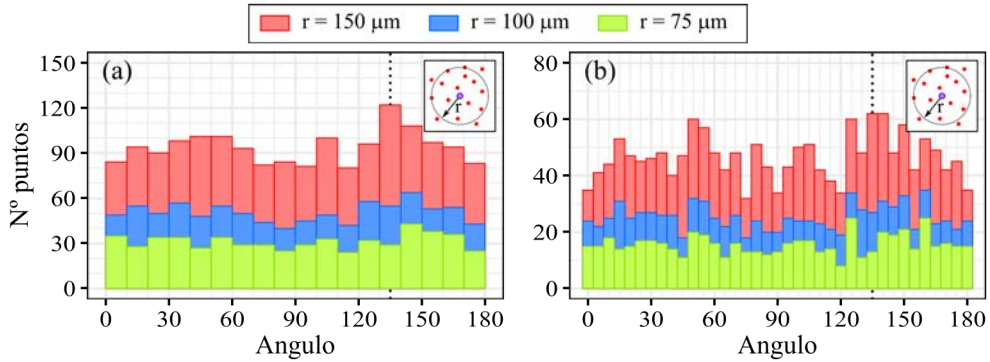 r = 150 μm r = 100 μm r = 75 μm
(a)
r
Nº puntos
150
120
90
60
30
0
0 30 60 90 120 150 180
Angulo
(b)
r
80
60
40
20
0
0 30 60 90 120 150 180
Angulo